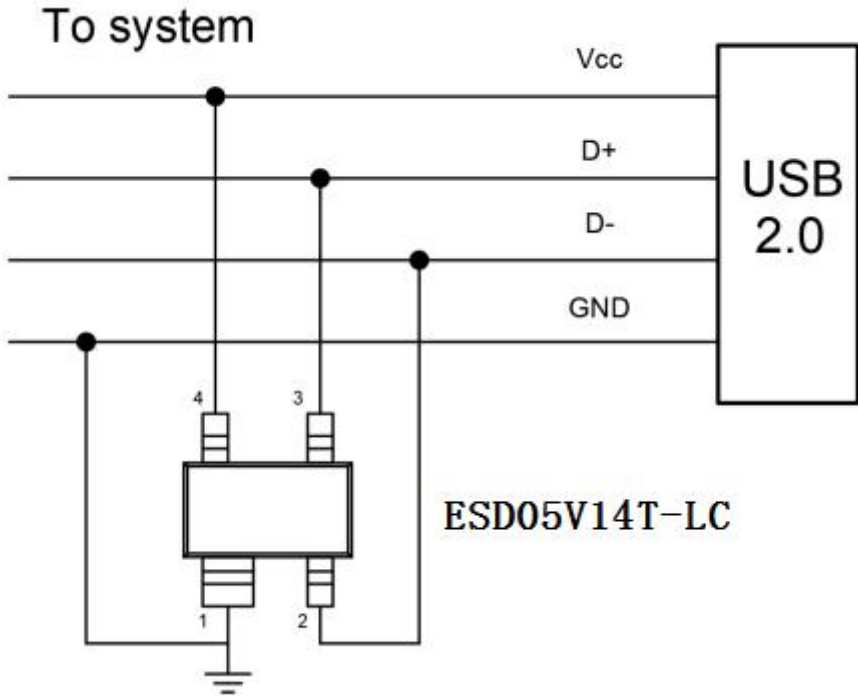 To system
Vcc
D+
D-
GND
USB
2.0
4
3
ESD05V14T-LC
1
2